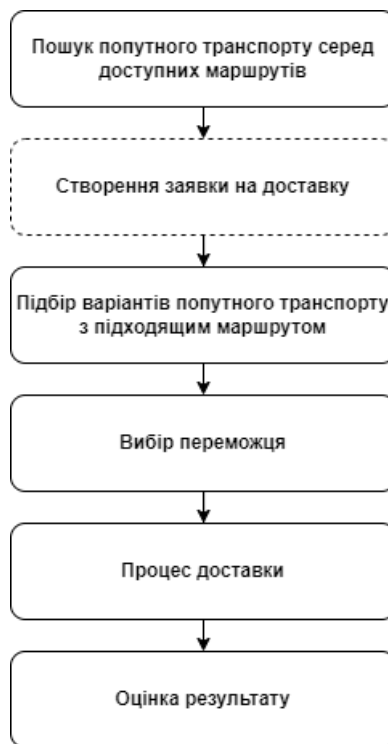 Пошук попутного транспорту серед
доступних маршрутів
Створення заявки на доставку
Підбір варіантів попутного транспорту
з підходящим маршрутом
Вибір переможця
Процес доставки
Оцінка результату